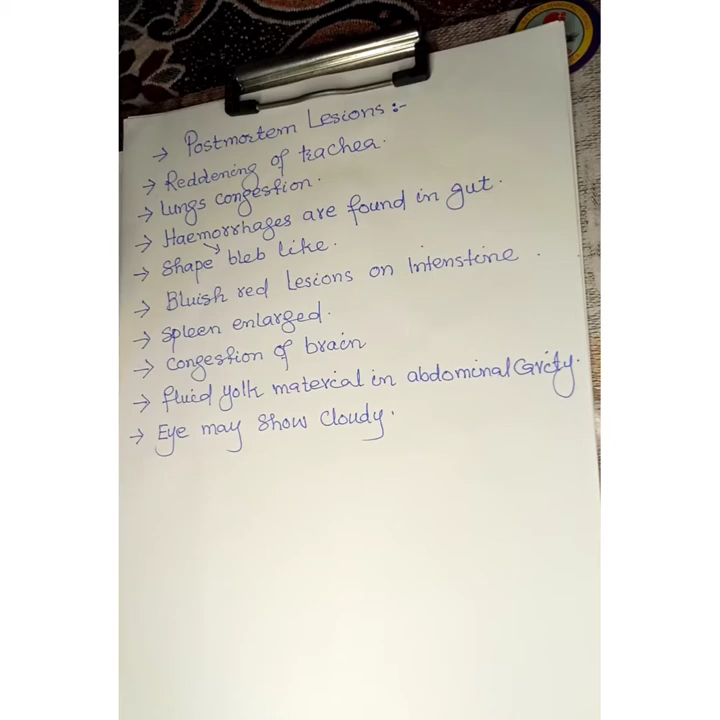 → Postmortem Lesions :-
→ Reddening of trachea.
→ Lungs congestion.
→ Haemorrhages are found in gut.
→ Shape → bleb like.
→ Bluish red Lesions on Intenstine.
→ Spleen enlarged.
→ Congestion of brain
→ fluid yolk material in abdominal Cavity.
→ Eye may show Cloudy.